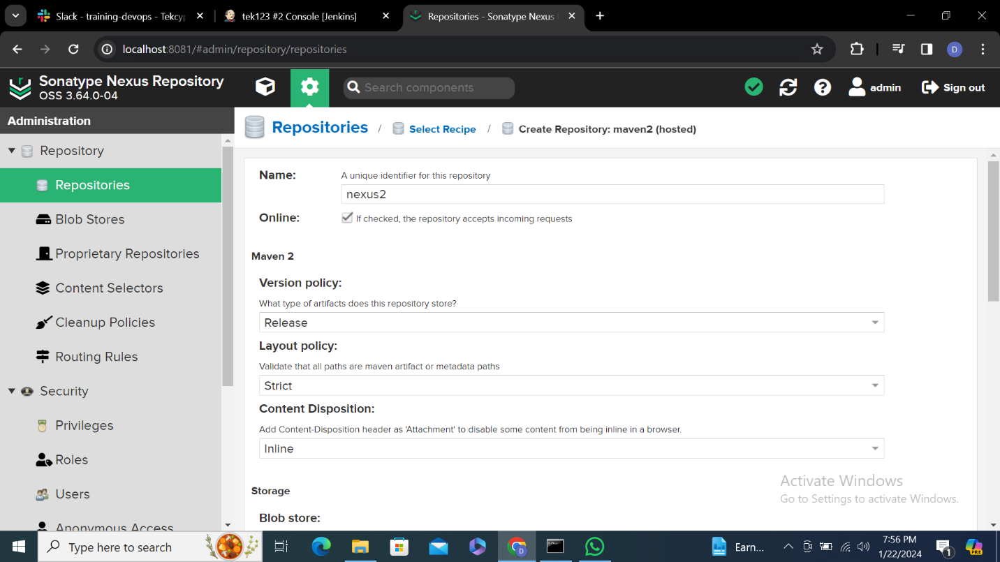 Slack - training-devops - Tekcyp
tek123 #2 Console [Jenkins]
Repositories - Sonatype Nexus
localhost:8081/#admin/repository/repositories
D
Sonatype Nexus Repository
OSS 3.64.0-04
Search components
admin
Sign out
Administration
Repositories / Select Recipe / Create Repository: maven2 (hosted)
Repository
Repositories
Blob Stores
Proprietary Repositories
Content Selectors
Cleanup Policies
Routing Rules
Security
Privileges
Roles
Users
Anonymous Access
Name:
A unique identifier for this repository
nexus2
Online:
If checked, the repository accepts incoming requests
Maven 2
Version policy:
What type of artifacts does this repository store?
Release
Layout policy:
Validate that all paths are maven artifact or metadata paths
Strict
Content Disposition:
Add Content-Disposition header as 'Attachment' to disable some content from being inline in a browser.
Inline
Storage
Blob store:
Activate Windows
Go to Settings to activate Windows.
Type here to search
D
Earn...
7:56 PM
1/22/2024
1
PRE